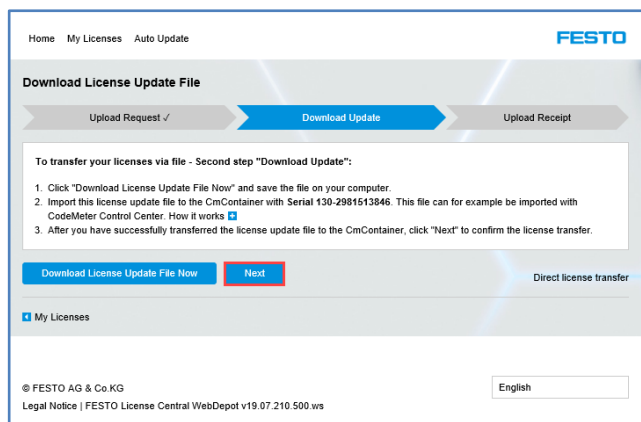 Home My Licenses Auto Update
FESTO
Download License Update File
Upload Request ✓
Download Update
Upload Receipt
To transfer your licenses via file - Second step "Download Update":
1. Click "Download License Update File Now" and save the file on your computer.
2. Import this license update file to the CmContainer with Serial 130-2981513846. This file can for example be imported with
CodeMeter Control Center. How it works
3. After you have successfully transferred the license update file to the CmContainer, click "Next" to confirm the license transfer.
Download License Update File Now
Next
Direct license transfer
My Licenses
© FESTO AG & Co.KG
English
Legal Notice | FESTO License Central WebDepot v19.07.210.500.ws